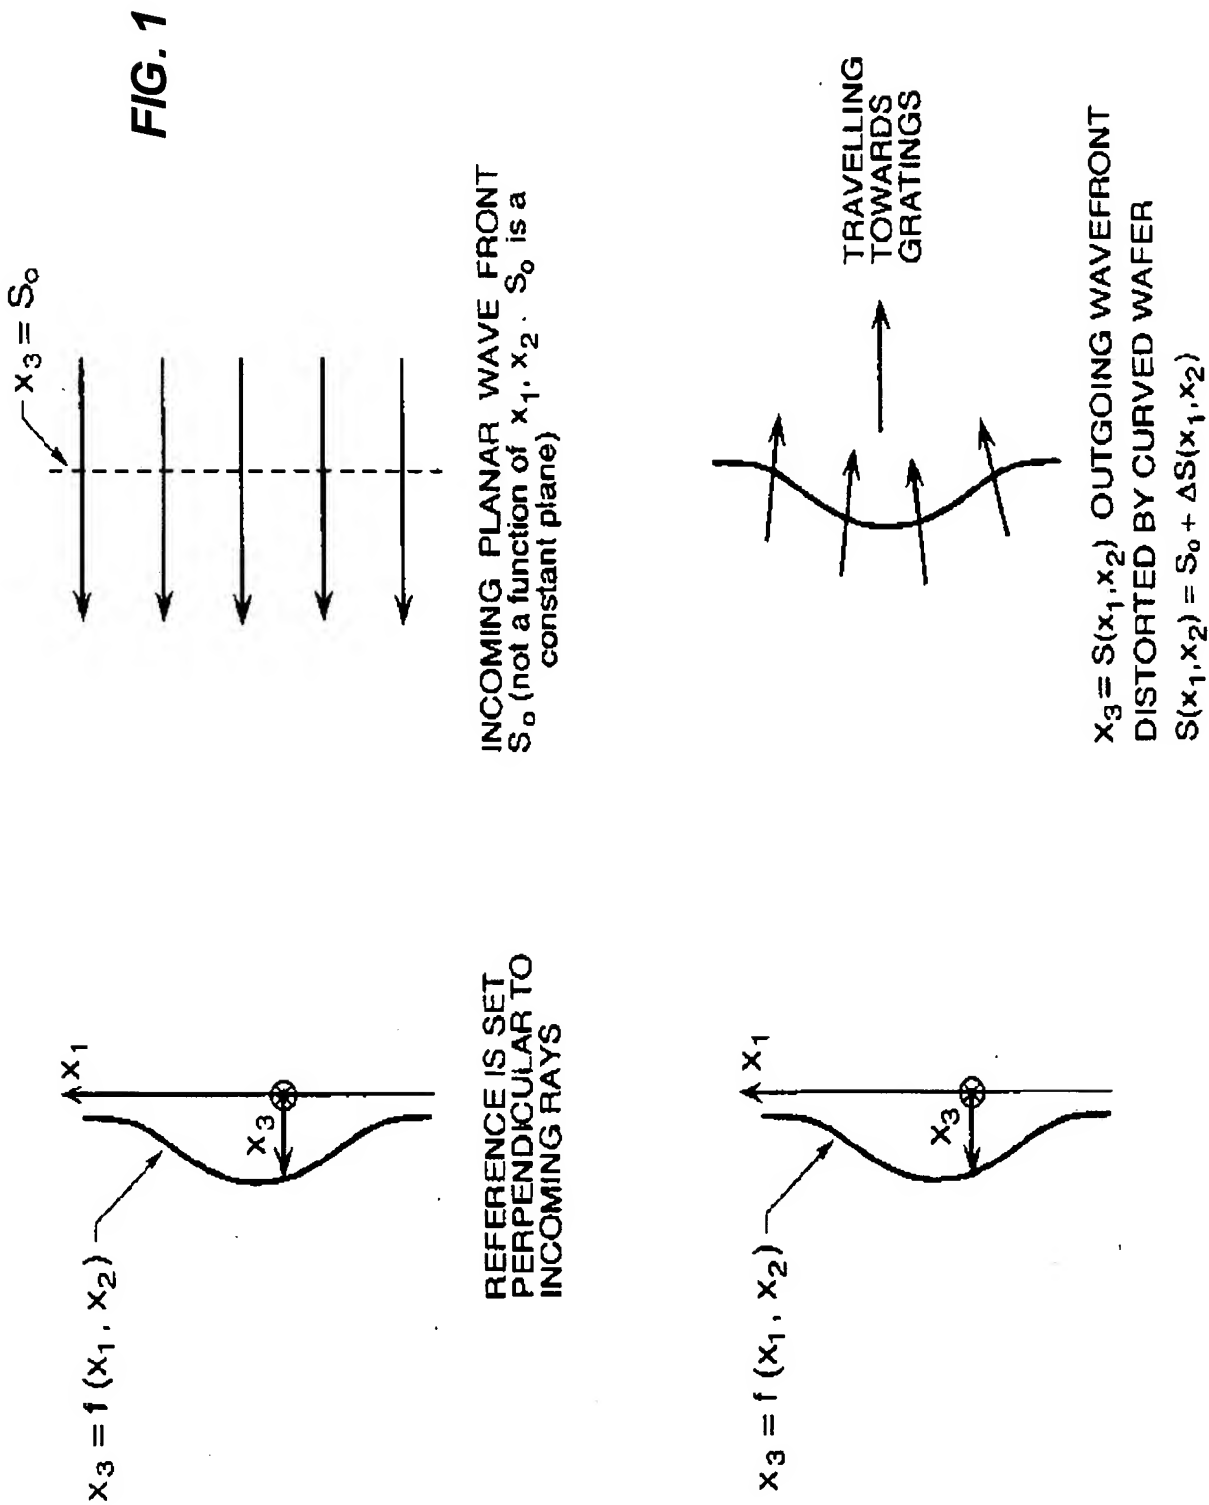 FIG. 1
x₃ = f (x₁, x₂)
x₁
x₃
REFERENCE IS SET
PERPENDICULAR TO
INCOMING RAYS
x₃ = S₀
INCOMING PLANAR WAVE FRONT
S₀ (not a function of x₁, x₂. S₀ is a
constant plane)
x₃ = f (x₁, x₂)
x₁
x₃
TRAVELLING
TOWARDS
GRATINGS
x₃ = S(x₁,x₂) OUTGOING WAVEFRONT
DISTORTED BY CURVED WAFER
S(x₁,x₂) = S₀ + ΔS(x₁,x₂)